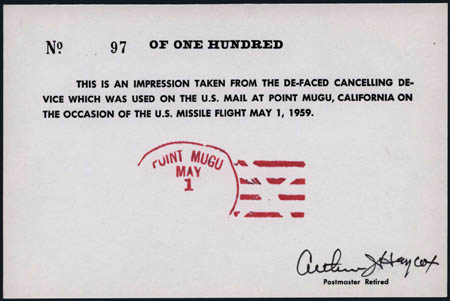 No 97 OF ONE HUNDRED
THIS IS AN IMPRESSION TAKEN FROM THE DE-FACED CANCELLING DE-
VICE WHICH WAS USED ON THE U.S. MAIL AT POINT MUGU, CALIFORNIA ON
THE OCCASION OF THE U.S. MISSILE FLIGHT MAY 1, 1959.
POINT MUGU
MAY
1
Arthur J Haycox
Postmaster Retired